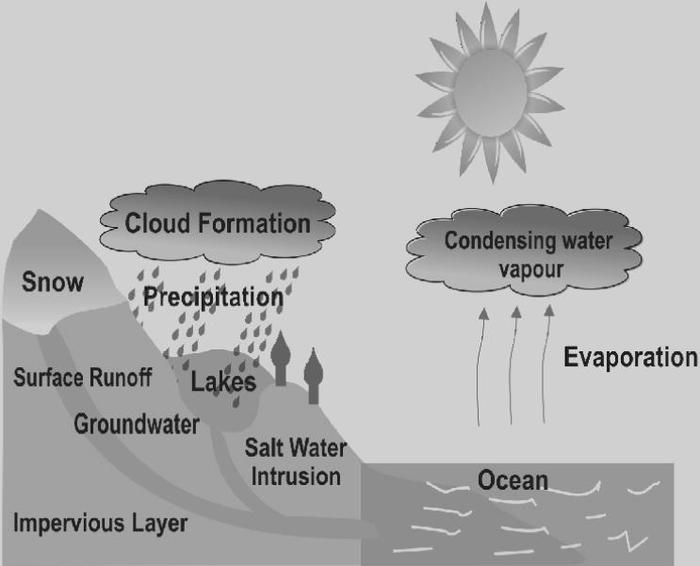 Cloud Formation
Condensing water
vapour
Snow
Precipitation
Evaporation
Surface Runoff
Lakes
Groundwater
Salt Water
Intrusion
Ocean
Impervious Layer